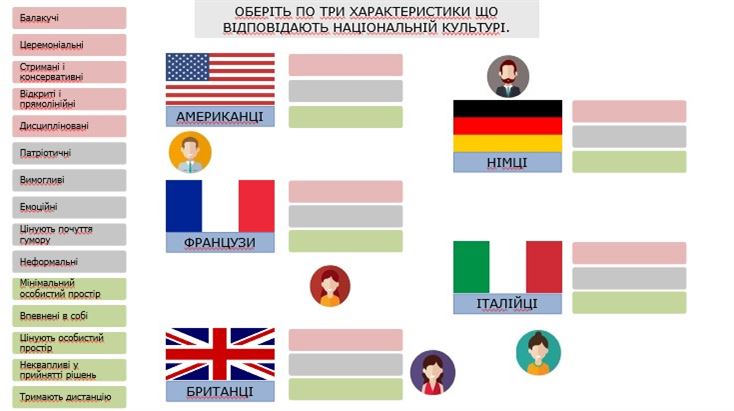 ОБЕРІТЬ ПО ТРИ ХАРАКТЕРИСТИКИ ЩО
ВІДПОВІДАЮТЬ НАЦІОНАЛЬНІЙ КУЛЬТУРІ.
Балакучі
Церемоніальні
Стримані і
консервативні
Відкриті і
прямолінійні
Дисципліновані
Патріотичні
Вимогливі
Емоційні
Цінують почуття
гумору
Неформальні
Мінімальний
особистий простір
Впевнені в собі
Цінують особистий
простір
Неквапливі у
прийнятті рішень
Тримають дистанцію
АМЕРИКАНЦІ
НІМЦІ
ФРАНЦУЗИ
ІТАЛІЙЦІ
БРИТАНЦІ